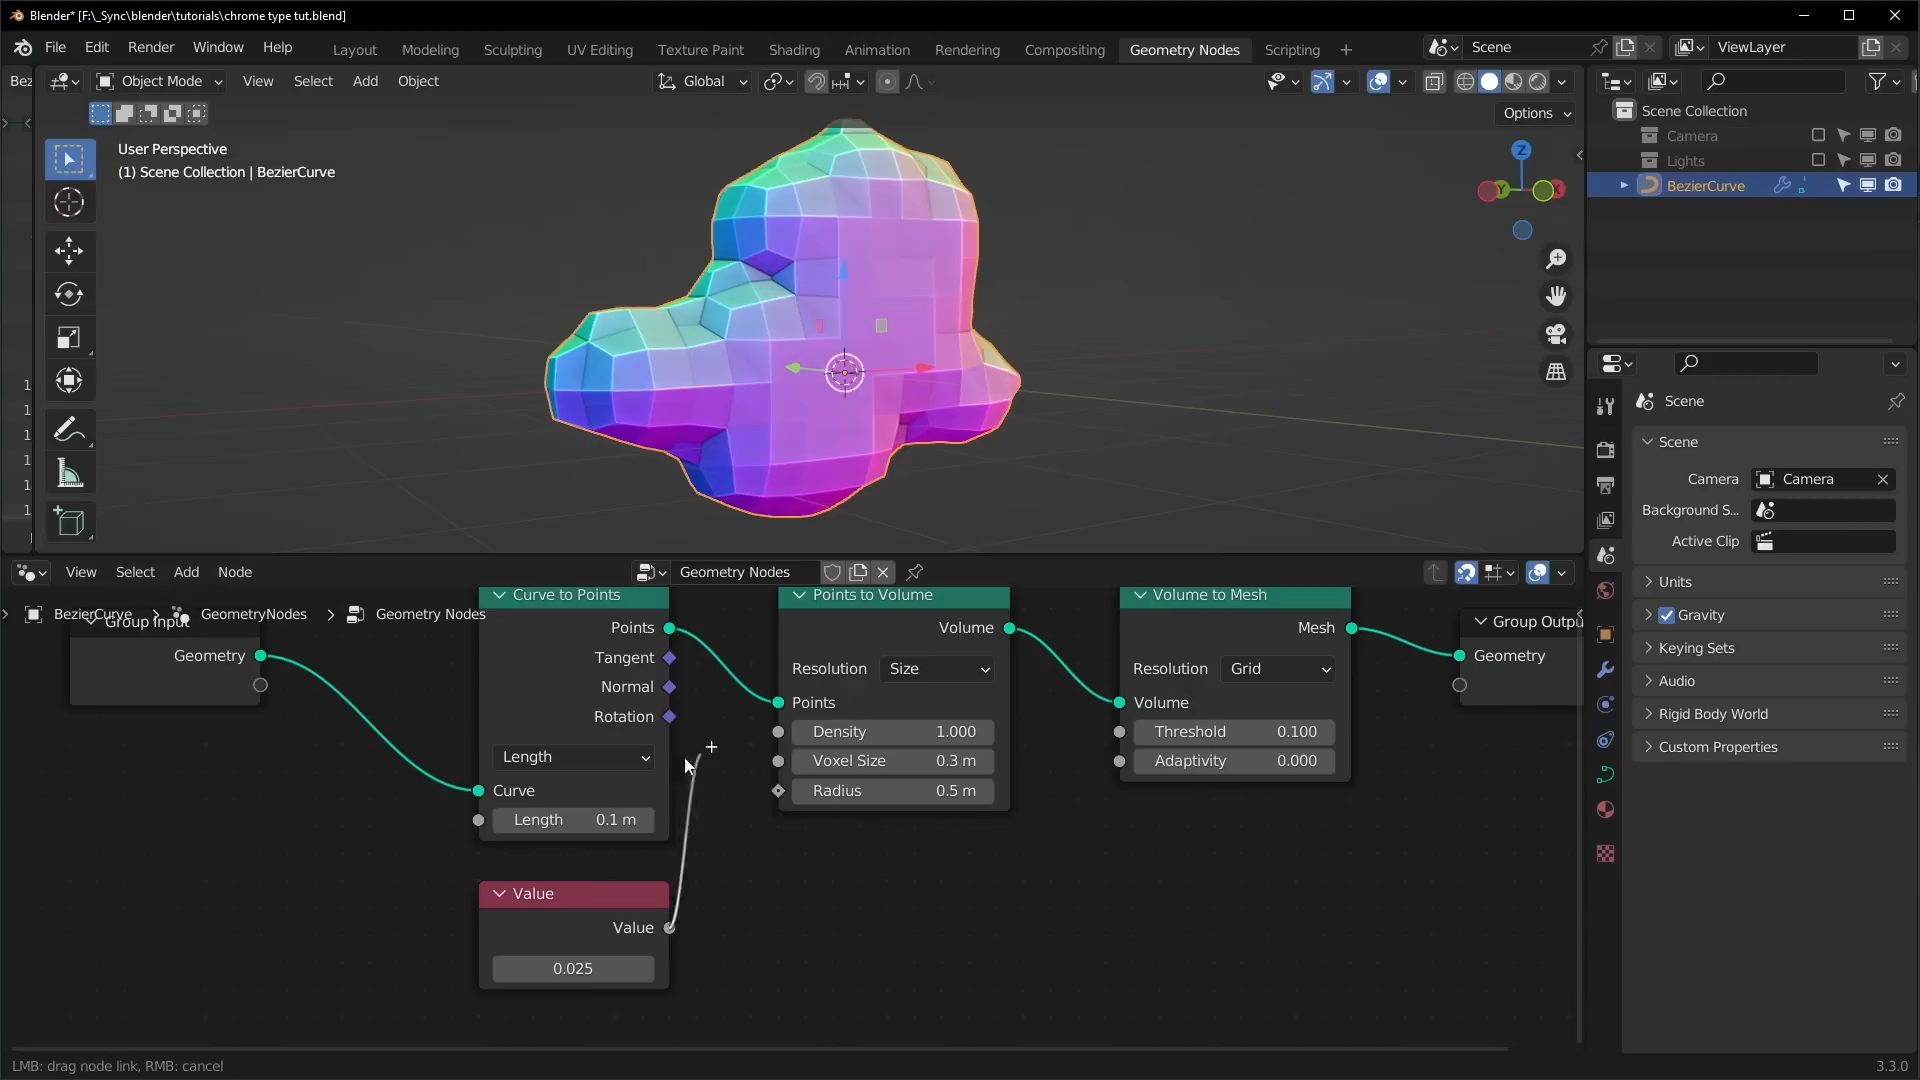 Blender* [F:\_Sync\blender\tutorials\chrome type tut.blend]
File Edit Render Window Help Layout Modeling Sculpting UV Editing Texture Paint Shading Animation Rendering Compositing Geometry Nodes Scripting + Scene ViewLayer
Bez Object Mode View Select Add Object Global
Options
User Perspective
(1) Scene Collection | BezierCurve
Z
Y X
Scene Collection
Camera
Lights
BezierCurve
1
1
1
1
1
1
Scene
Scene
Camera Camera
Background S...
Active Clip
Units
Gravity
Keying Sets
Audio
Rigid Body World
Custom Properties
View Select Add Node Geometry Nodes
BezierCurve > GeometryNodes > Geometry Nodes
Group Input
Geometry
Curve to Points
Points
Tangent
Normal
Rotation
Length
Curve
Length 0.1 m
Value
Value
0.025
Points to Volume
Volume
Resolution Size
Points
Density 1.000
Voxel Size 0.3 m
Radius 0.5 m
Volume to Mesh
Mesh
Resolution Grid
Volume
Threshold 0.100
Adaptivity 0.000
Group Outpu
Geometry
LMB: drag node link, RMB: cancel
3.3.0